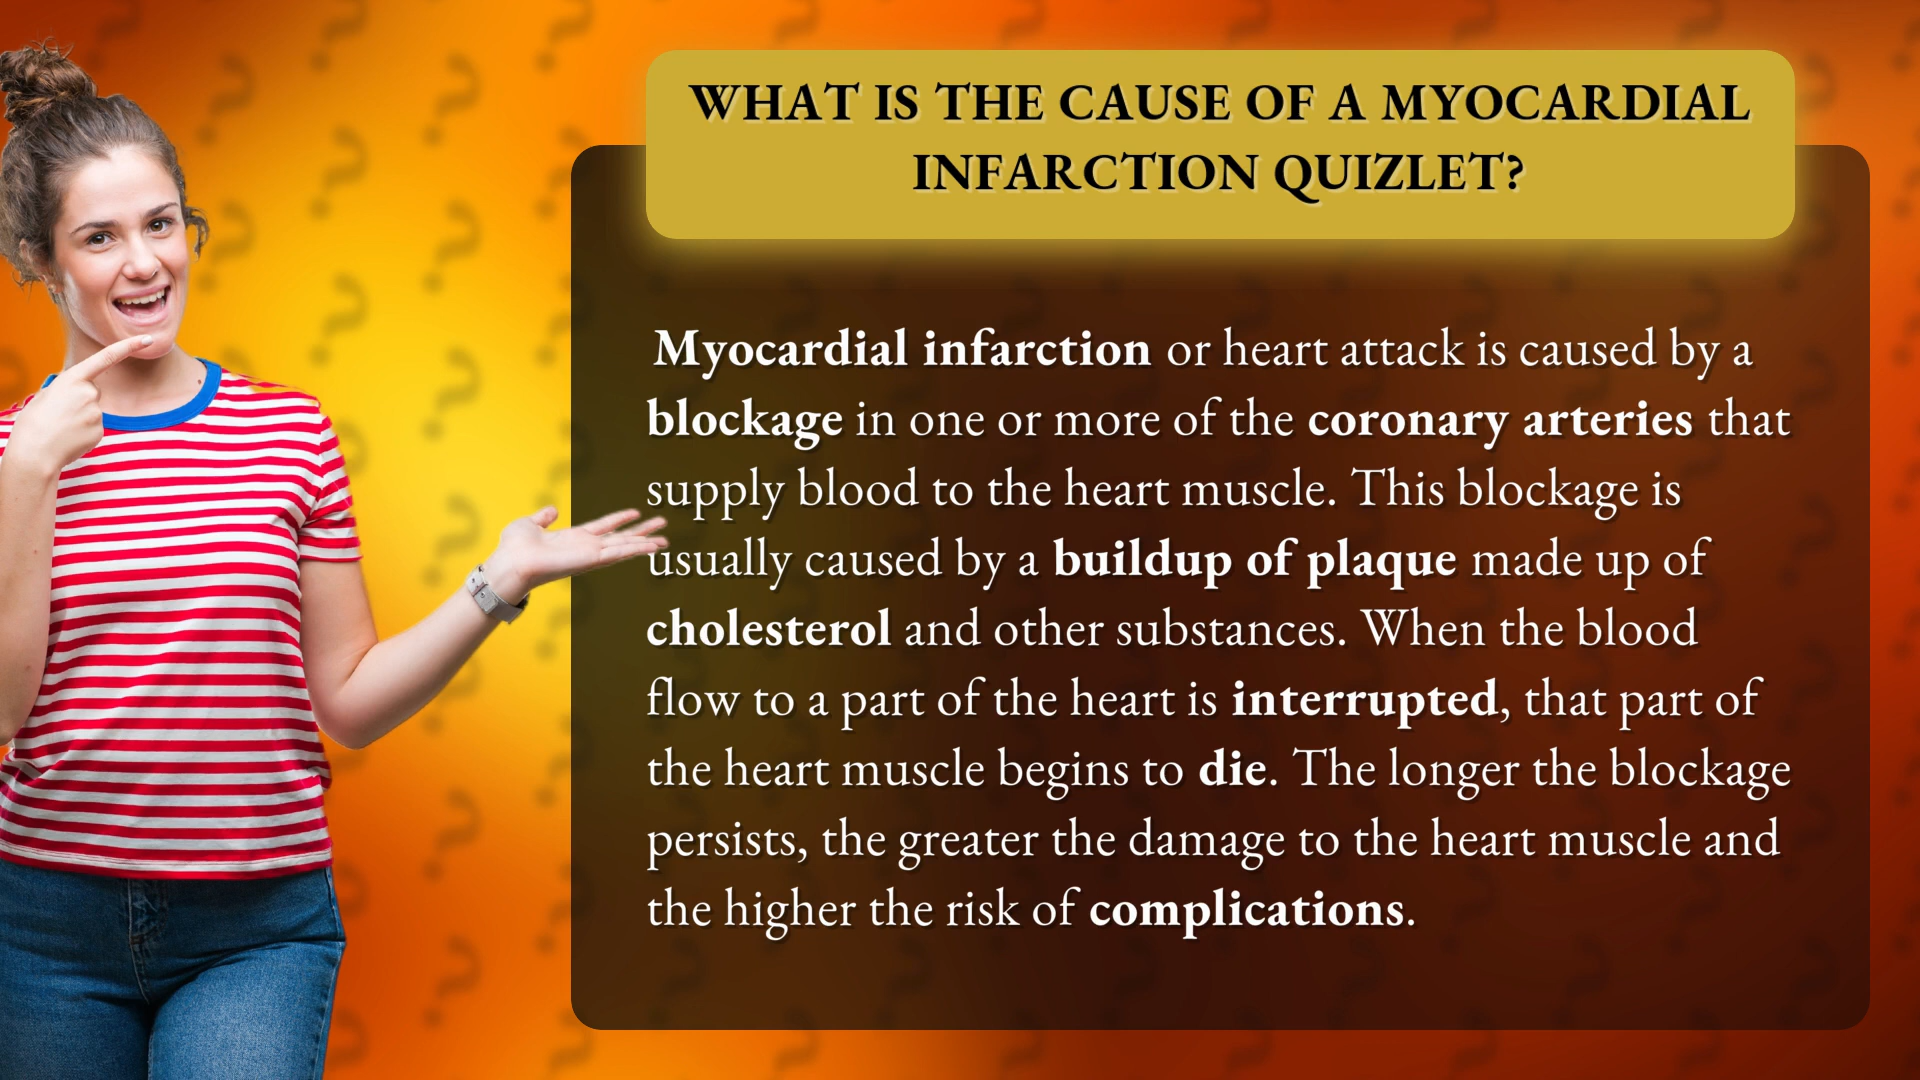 WHAT IS THE CAUSE OF A MYOCARDIAL
INFARCTION QUIZLET?
Myocardial infarction or heart attack is caused by a
blockage in one or more of the coronary arteries that
supply blood to the heart muscle. This blockage is
usually caused by a buildup of plaque made up of
cholesterol and other substances. When the blood
flow to a part of the heart is interrupted, that part of
the heart muscle begins to die. The longer the blockage
persists, the greater the damage to the heart muscle and
the higher the risk of complications.